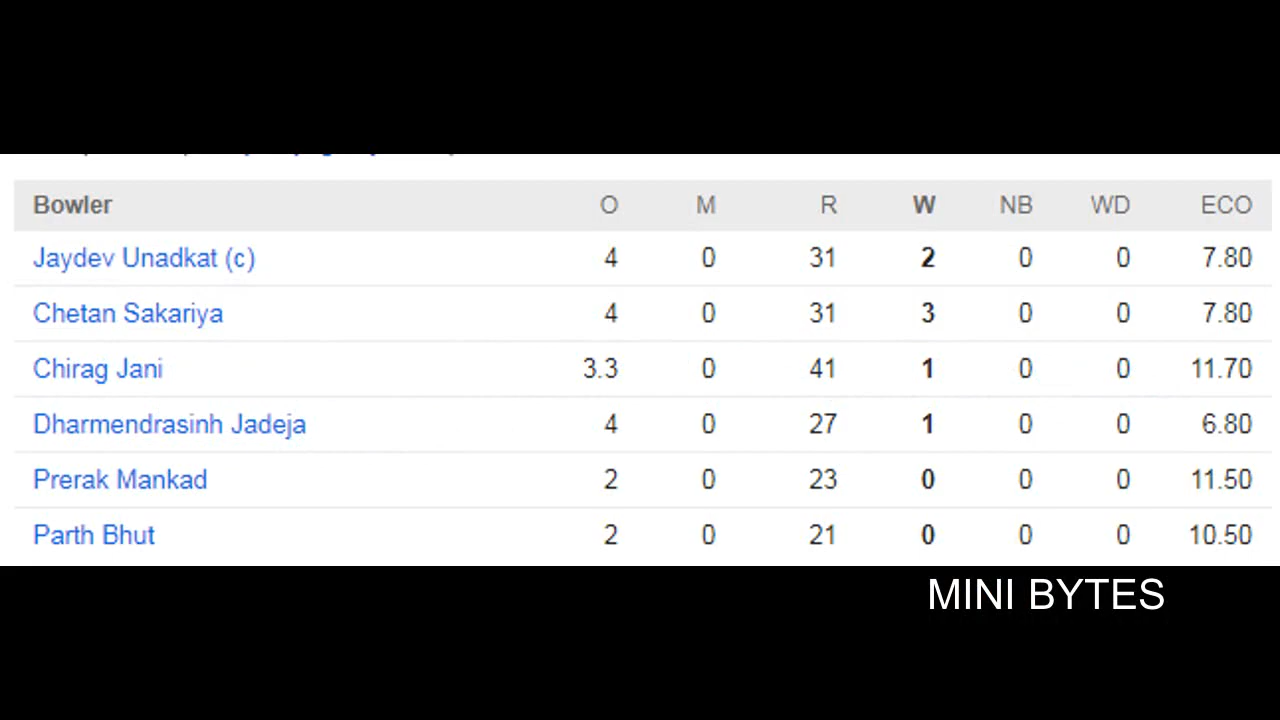 Bowler O M R W NB WD ECO
Jaydev Unadkat (c) 4 0 31 2 0 0 7.80
Chetan Sakariya 4 0 31 3 0 0 7.80
Chirag Jani 3.3 0 41 1 0 0 11.70
Dharmendrasinh Jadeja 4 0 27 1 0 0 6.80
Prerak Mankad 2 0 23 0 0 0 11.50
Parth Bhut 2 0 21 0 0 0 10.50
MINI BYTES